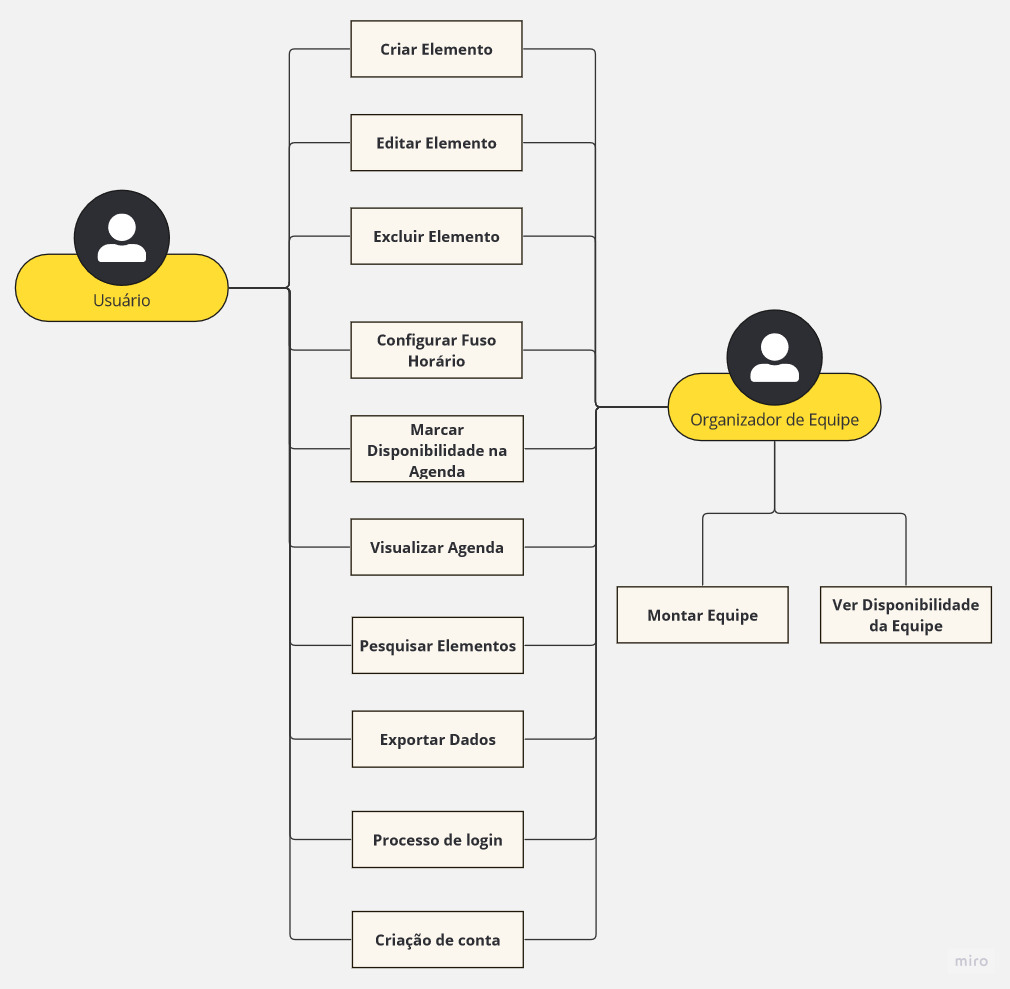 Criar Elemento
Editar Elemento
Excluir Elemento
Usuário
Configurar Fuso
Horário
Organizador de Equipe
Marcar
Disponibilidade na
Agenda
Visualizar Agenda
Montar Equipe
Ver Disponibilidade
da Equipe
Pesquisar Elementos
Exportar Dados
Processo de login
Criação de conta
miro